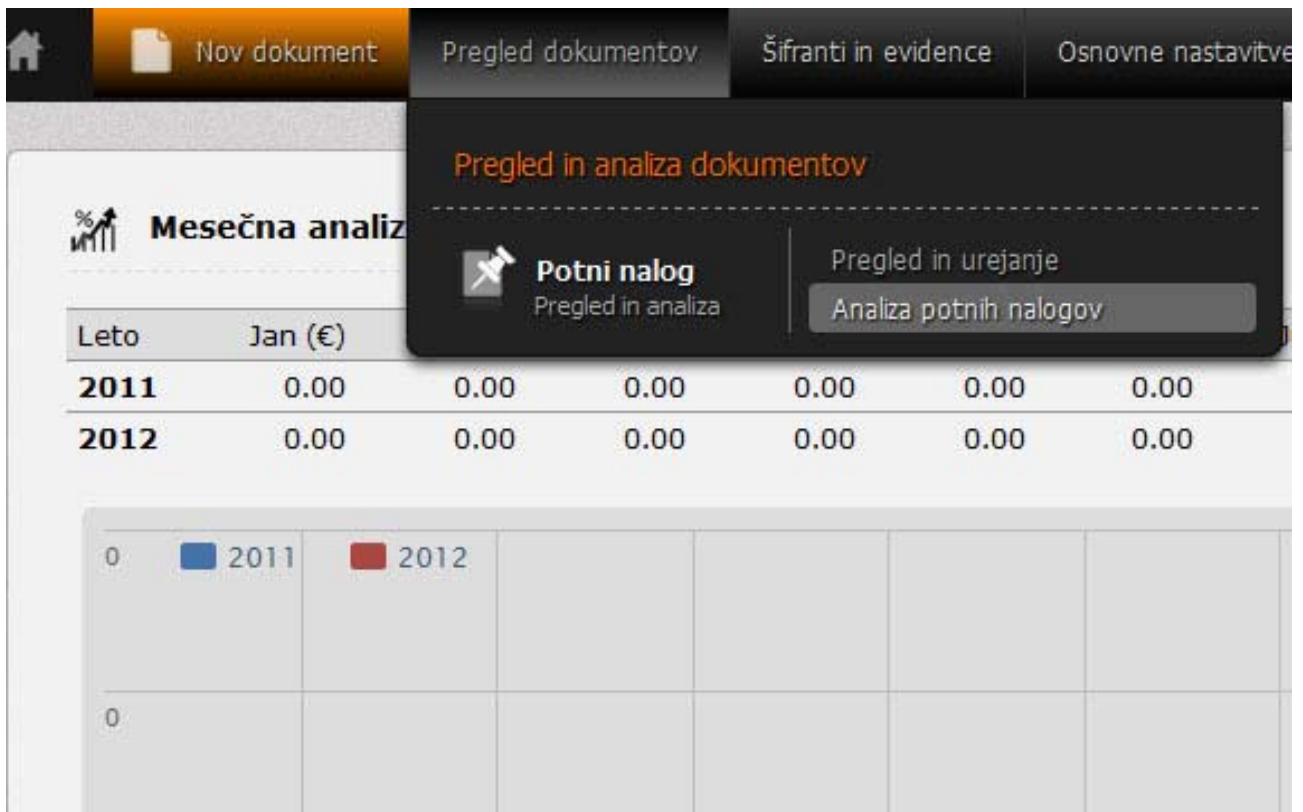 Nov dokument Pregled dokumentov Šifranti in evidence Osnovne nastavitve
Pregled in analiza dokumentov
Mesečna analiz
Potni nalog
Pregled in analiza
Pregled in urejanje
Analiza potnih nalogov
Leto Jan (€)
2011 0.00 0.00 0.00 0.00 0.00 0.00
2012 0.00 0.00 0.00 0.00 0.00 0.00
0 2011 2012
0